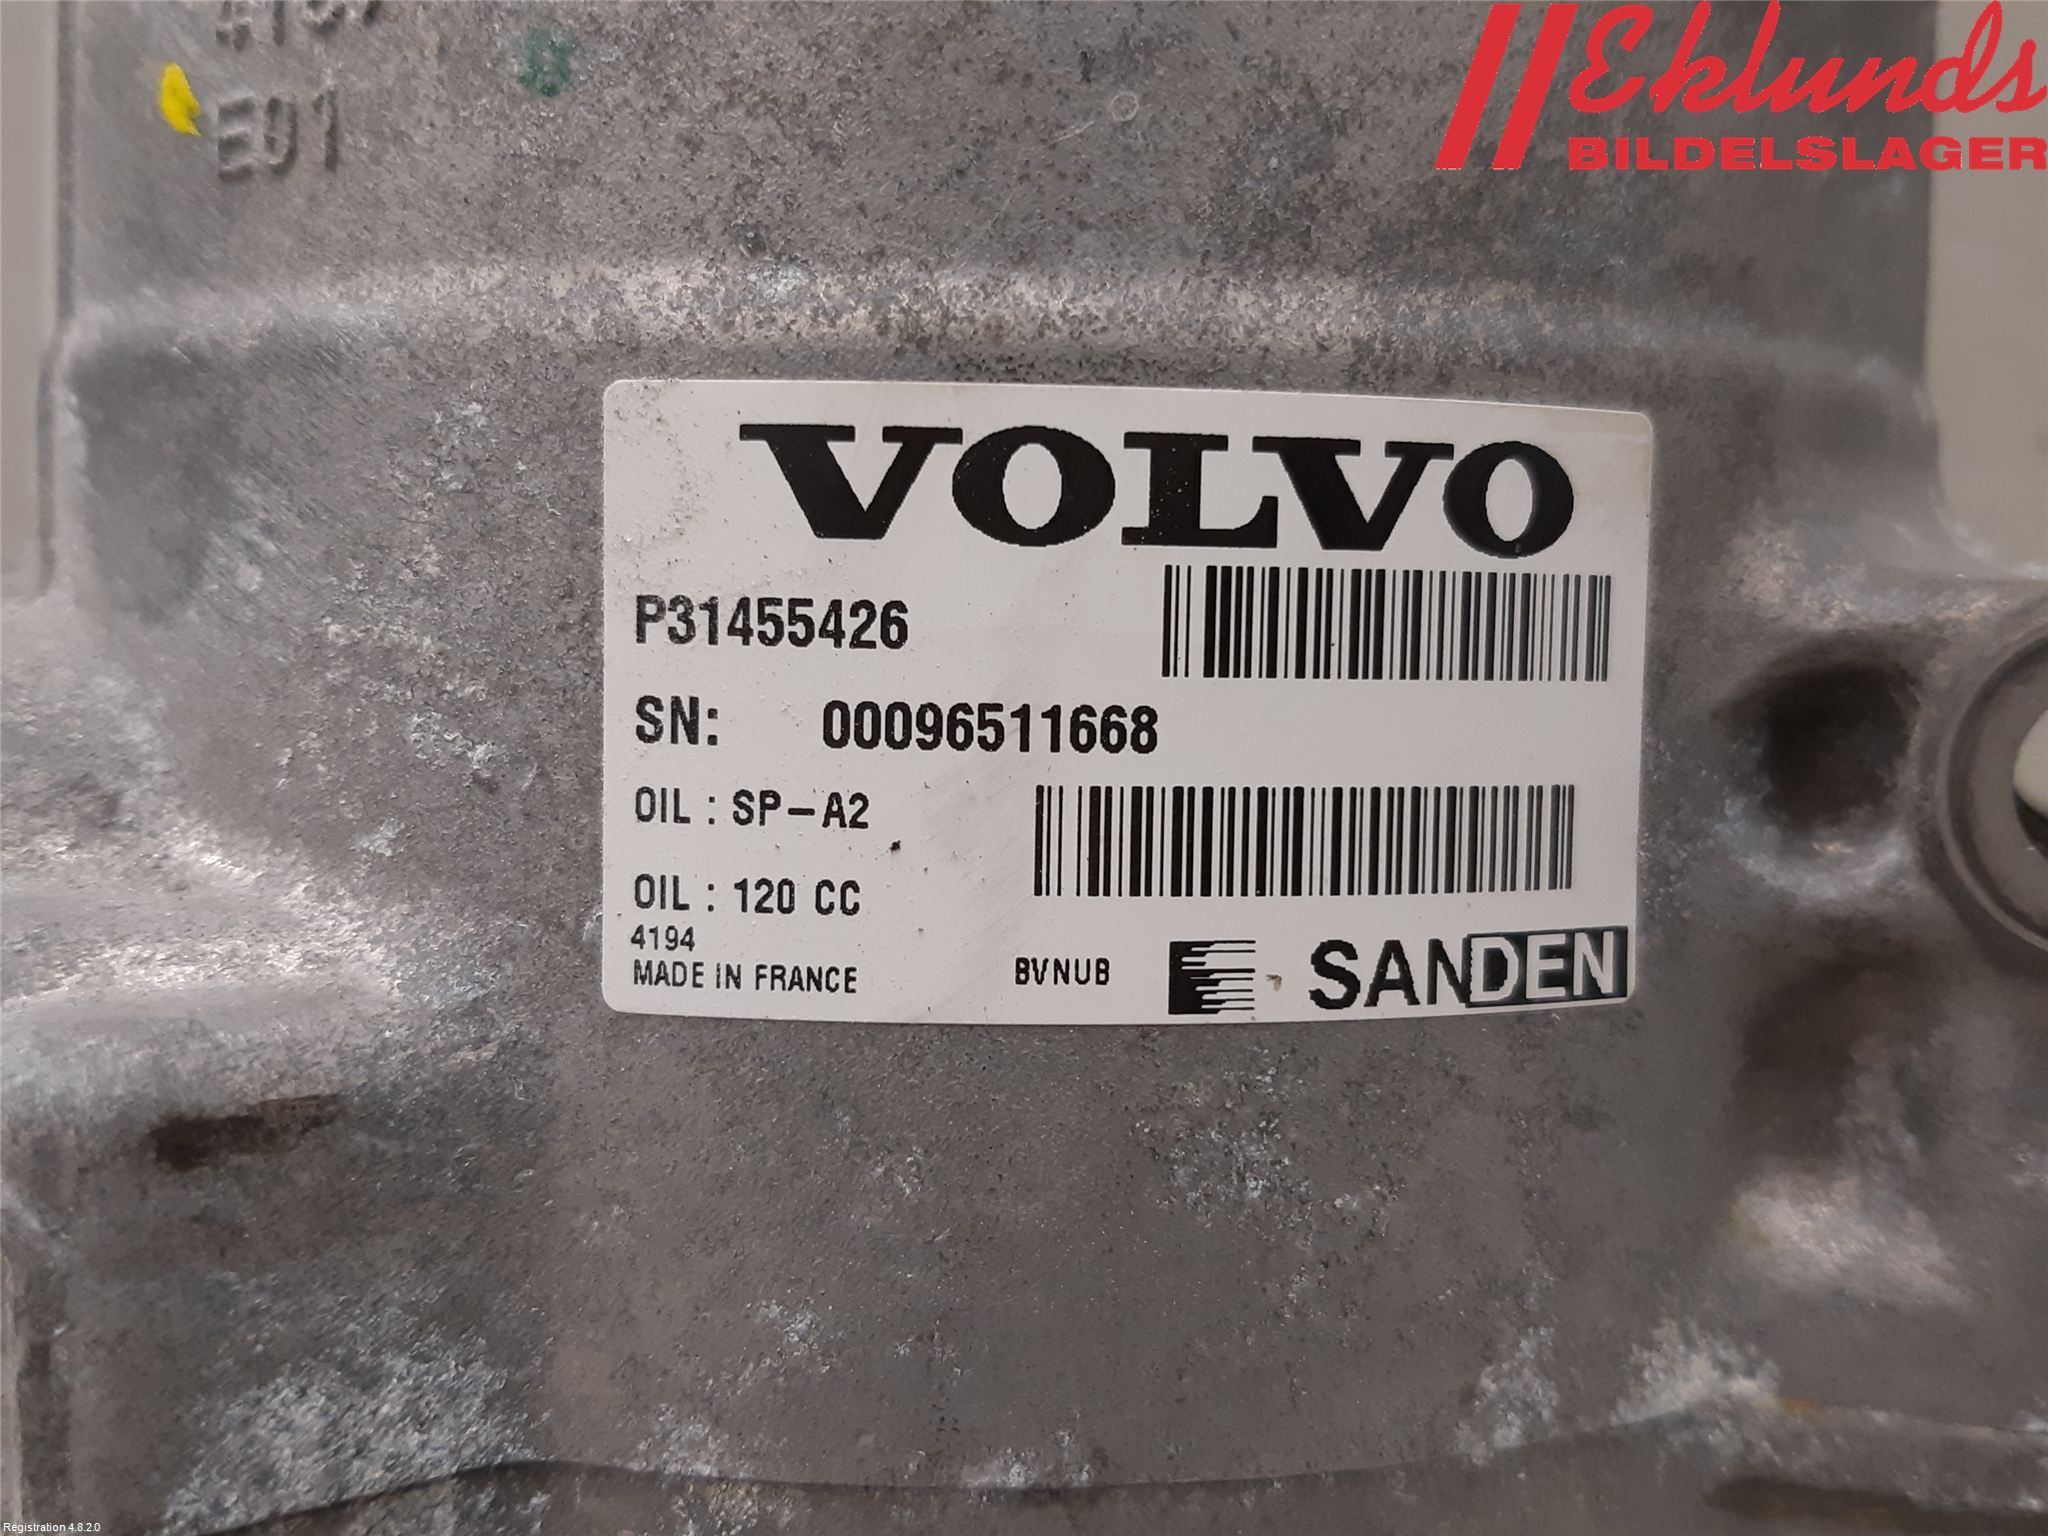 Eklunds
BILDELSLAGER
E01
VOLVO
P31455426
SN: 00096511668
OIL : SP-A2
OIL : 120 CC
4194
MADE IN FRANCE BVNUB SANDEN
Registration 4.8.2.0